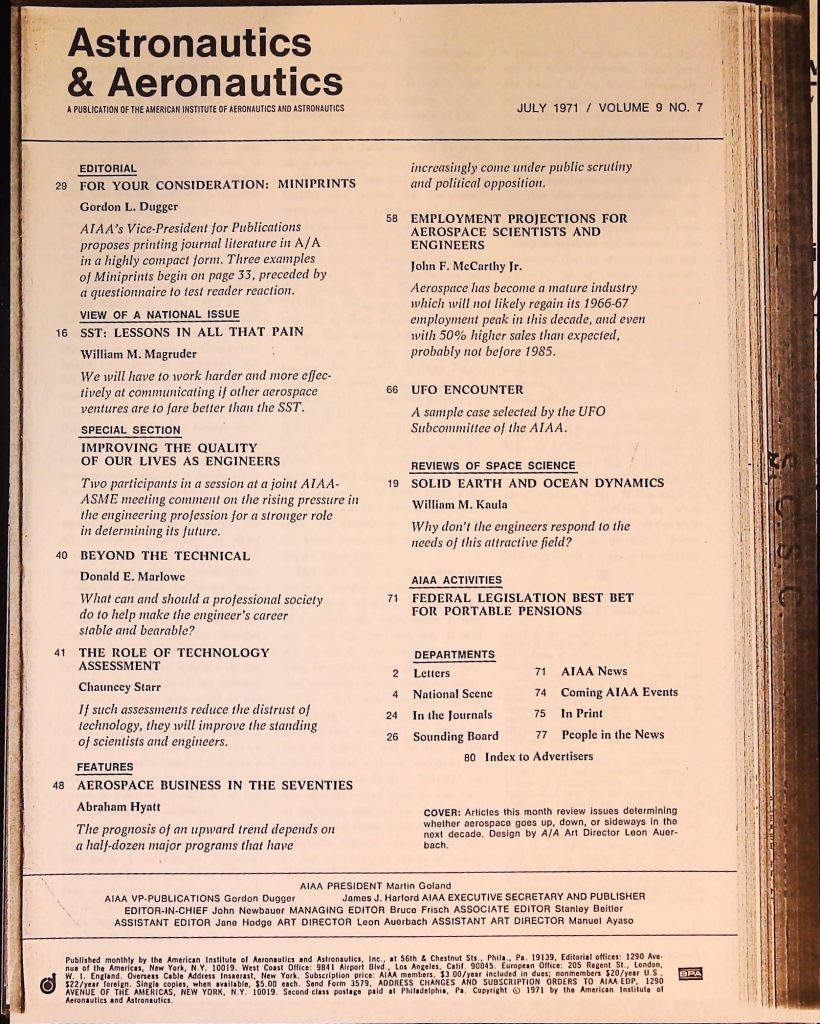 Astronautics
& Aeronautics
A PUBLICATION OF THE AMERICAN INSTITUTE OF AERONAUTICS AND ASTRONAUTICS
JULY 1971 / VOLUME 9 NO. 7
EDITORIAL
29 FOR YOUR CONSIDERATION: MINIPRINTS
Gordon L. Dugger
AIAA's Vice-President for Publications
proposes printing journal literature in A/A
in a highly compact form. Three examples
of Miniprints begin on page 33, preceded by
a questionnaire to test reader reaction.
VIEW OF A NATIONAL ISSUE
16 SST: LESSONS IN ALL THAT PAIN
William M. Magruder
We will have to work harder and more effec-
tively at communicating if other aerospace
ventures are to fare better than the SST.
SPECIAL SECTION
IMPROVING THE QUALITY
OF OUR LIVES AS ENGINEERS
Two participants in a session at a joint AIAA-
ASME meeting comment on the rising pressure in
the engineering profession for a stronger role
in determining its future.
40 BEYOND THE TECHNICAL
Donald E. Marlowe
What can and should a professional society
do to help make the engineer's career
stable and bearable?
41 THE ROLE OF TECHNOLOGY
ASSESSMENT
Chauncey Starr
If such assessments reduce the distrust of
technology, they will improve the standing
of scientists and engineers.
FEATURES
48 AEROSPACE BUSINESS IN THE SEVENTIES
Abraham Hyatt
The prognosis of an upward trend depends on
a half-dozen major programs that have
increasingly come under public scrutiny
and political opposition.
58 EMPLOYMENT PROJECTIONS FOR
AEROSPACE SCIENTISTS AND
ENGINEERS
John F. McCarthy Jr.
Aerospace has become a mature industry
which will not likely regain its 1966-67
employment peak in this decade, and even
with 50% higher sales than expected,
probably not before 1985.
66 UFO ENCOUNTER
A sample case selected by the UFO
Subcommittee of the AIAA.
REVIEWS OF SPACE SCIENCE
19 SOLID EARTH AND OCEAN DYNAMICS
William M. Kaula
Why don't the engineers respond to the
needs of this attractive field?
AIAA ACTIVITIES
71 FEDERAL LEGISLATION BEST BET
FOR PORTABLE PENSIONS
DEPARTMENTS
2 Letters 71 AIAA News
4 National Scene 74 Coming AIAA Events
24 In the Journals 75 In Print
26 Sounding Board 77 People in the News
80 Index to Advertisers
COVER: Articles this month review issues determining
whether aerospace goes up, down, or sideways in the
next decade. Design by A/A Art Director Leon Auer-
bach.
AIAA PRESIDENT Martin Goland
AIAA VP-PUBLICATIONS Gordon Dugger James J. Harford AIAA EXECUTIVE SECRETARY AND PUBLISHER
EDITOR-IN-CHIEF John Newbauer MANAGING EDITOR Bruce Frisch ASSOCIATE EDITOR Stanley Beitler
ASSISTANT EDITOR Jane Hodge ART DIRECTOR Leon Auerbach ASSISTANT ART DIRECTOR Manuel Ayaso
Published monthly by the American Institute of Aeronautics and Astronautics, Inc., at 56th & Chestnut Sts., Phila., Pa. 19139, Editorial offices: 1290 Ave-
nue of the Americas, New York, N.Y. 10019. West Coast Office: 9841 Airport Blvd., Los Angeles, Calif. 90045. European Office: 205 Regent St., London,
W. I, England. Overseas Cable Address Insaerast, New York. Subscription price: AIAA members, $3.00/year included in dues; nonmembers $20/year U.S.,
$22/year foreign. Single copies, when available, $5.00 each. Send Form 3579, ADDRESS CHANGES AND SUBSCRIPTION ORDERS TO AIAA-EDP, 1290
AVENUE OF THE AMERICAS, NEW YORK, N.Y. 10019. Second class postage paid at Philadelphia, Pa. Copyright © 1971 by the American Institute of
Aeronautics and Astronautics.
BPA